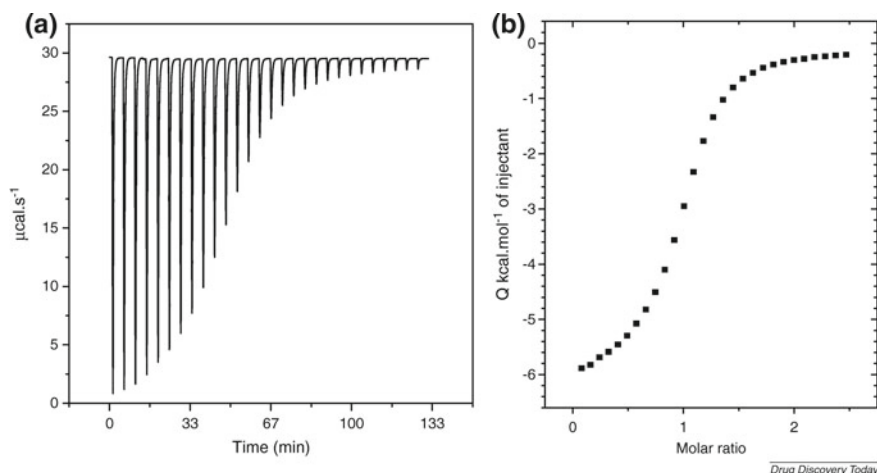 (a)
30
25
20
15
10
5
0
μcal.s⁻¹
0 33 67 100 133
Time (min)
(b)
0
-1
-2
-3
-4
-5
-6
Q kcal.mol⁻¹ of injectant
0 1 2
Molar ratio
Drug Discovery Today